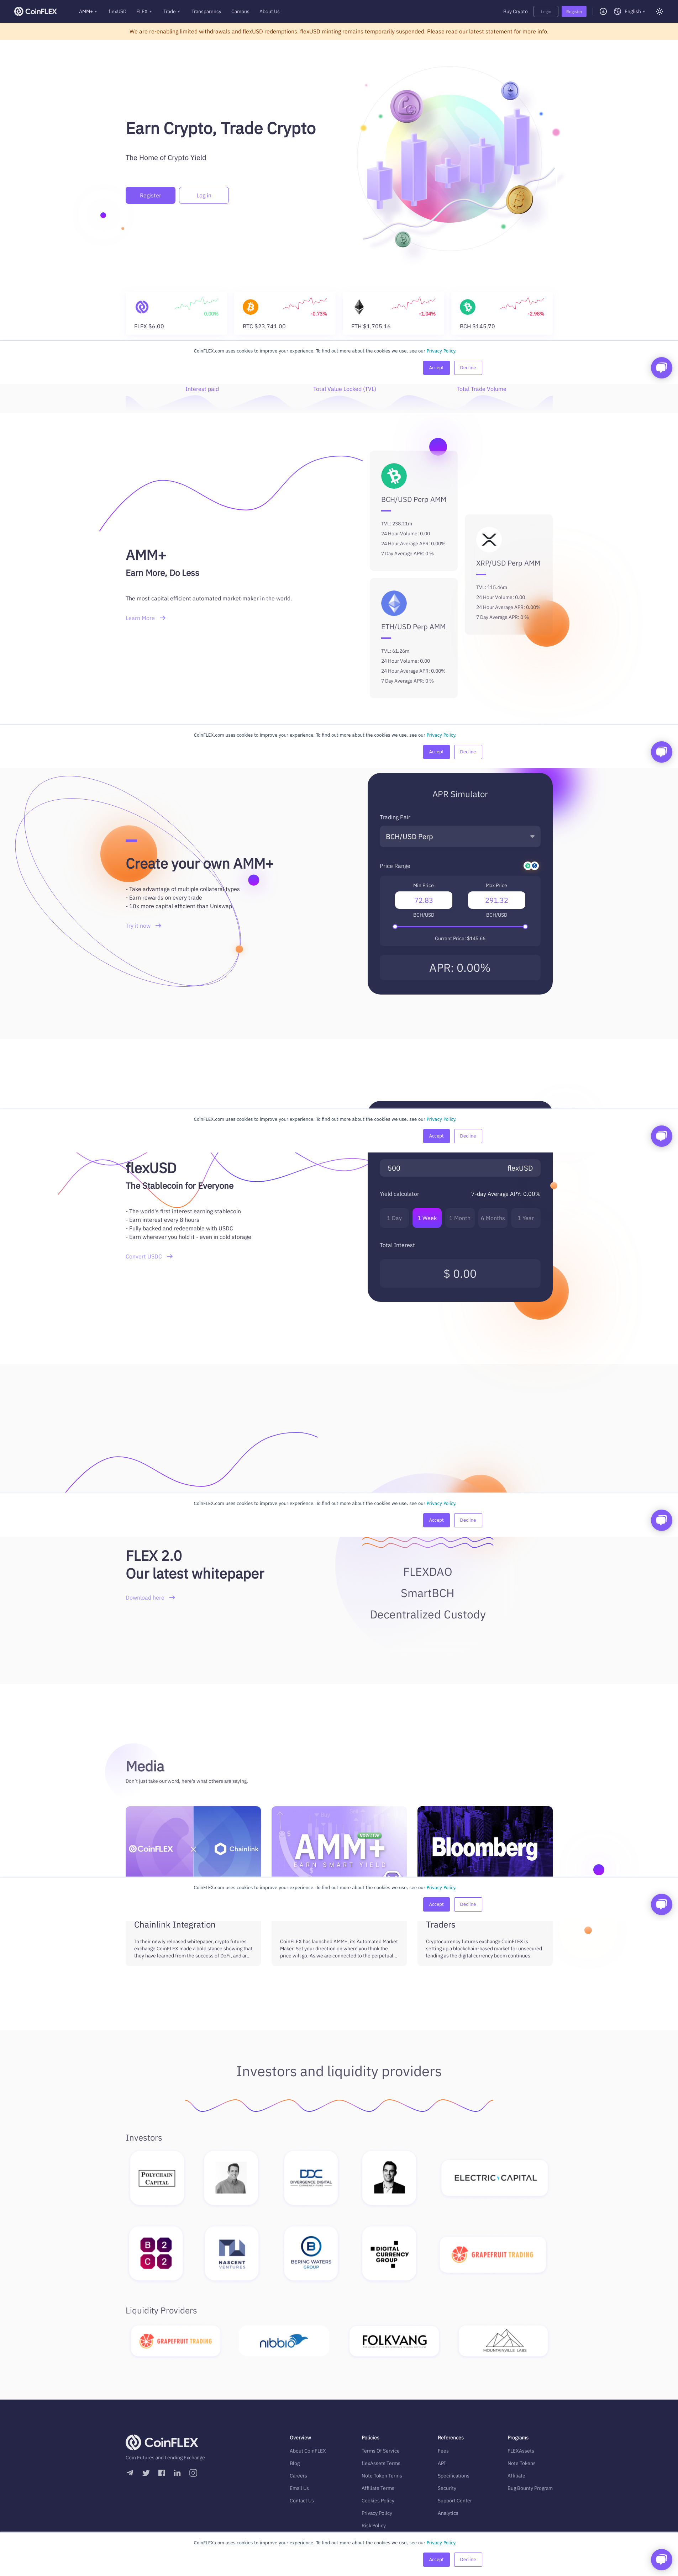 CoinFLEX AMM+ flexUSD FLEX Trade Transparency Campus About Us Buy Crypto Login Register English
We are re-enabling limited withdrawals and flexUSD redemptions. flexUSD minting remains temporarily suspended. Please read our latest statement for more info.
Earn Crypto, Trade Crypto
The Home of Crypto Yield
Register Log in
0.00% -0.73% -1.04% -2.98%
FLEX $6.00 BTC $23,741.00 ETH $1,705.16 BCH $145.70
CoinFLEX.com uses cookies to improve your experience. To find out more about the cookies we use, see our Privacy Policy.
Accept Decline
Interest paid Total Value Locked (TVL) Total Trade Volume
BCH/USD Perp AMM
TVL: 238.11m
24 Hour Volume: 0.00
24 Hour Average APR: 0.00%
7 Day Average APR: 0 %
XRP/USD Perp AMM
TVL: 115.46m
24 Hour Volume: 0.00
24 Hour Average APR: 0.00%
7 Day Average APR: 0 %
AMM+
Earn More, Do Less
The most capital efficient automated market maker in the world.
Learn More
ETH/USD Perp AMM
TVL: 61.26m
24 Hour Volume: 0.00
24 Hour Average APR: 0.00%
7 Day Average APR: 0 %
CoinFLEX.com uses cookies to improve your experience. To find out more about the cookies we use, see our Privacy Policy.
Accept Decline
Create your own AMM+
- Take advantage of multiple collateral types
- Earn rewards on every trade
- 10x more capital efficient than Uniswap
Try it now
APR Simulator
Trading Pair
BCH/USD Perp
Price Range
Min Price Max Price
72.83 291.32
BCH/USD BCH/USD
Current Price: $145.66
APR: 0.00%
CoinFLEX.com uses cookies to improve your experience. To find out more about the cookies we use, see our Privacy Policy.
Accept Decline
flexUSD
The Stablecoin for Everyone
- The world's first interest earning stablecoin
- Earn interest every 8 hours
- Fully backed and redeemable with USDC
- Earn wherever you hold it - even in cold storage
Convert USDC
500 flexUSD
Yield calculator 7-day Average APY: 0.00%
1 Day 1 Week 1 Month 6 Months 1 Year
Total Interest
$ 0.00
CoinFLEX.com uses cookies to improve your experience. To find out more about the cookies we use, see our Privacy Policy.
Accept Decline
FLEX 2.0
Our latest whitepaper
Download here
FLEXDAO
SmartBCH
Decentralized Custody
Media
Don't just take our word, here's what others are saying.
CoinFLEX × Chainlink
AMM+
NOW LIVE
EARN SMART YIELD
Bloomberg
CoinFLEX.com uses cookies to improve your experience. To find out more about the cookies we use, see our Privacy Policy.
Accept Decline
Chainlink Integration
In their newly released whitepaper, crypto futures
exchange CoinFLEX made a bold stance showing that
they have learned from the success of DeFi, and ar...
CoinFLEX has launched AMM+, its Automated Market
Maker. Set your direction on where you think the
price will go. As we are connected to the perpetual...
Traders
Cryptocurrency futures exchange CoinFLEX is
setting up a blockchain-based market for unsecured
lending as the digital currency boom continues.
Investors and liquidity providers
Investors
POLYCHAIN CAPITAL
DDC
DIVERGENCE DIGITAL
ELECTRIC CAPITAL
B2C2
NASCENT VENTURES
BERING WATERS GROUP
DIGITAL CURRENCY GROUP
GRAPEFRUIT TRADING
Liquidity Providers
GRAPEFRUIT TRADING
nibbio
FOLKVANG
MOUNTAINVILLE LABS
CoinFLEX
Coin Futures and Lending Exchange
Overview
About CoinFLEX
Blog
Careers
Email Us
Contact Us
Policies
Terms Of Service
flexAssets Terms
Note Token Terms
Affiliate Terms
Cookies Policy
Privacy Policy
Risk Policy
References
Fees
API
Specifications
Security
Support Center
Analytics
Programs
FLEXAssets
Note Tokens
Affiliate
Bug Bounty Program
CoinFLEX.com uses cookies to improve your experience. To find out more about the cookies we use, see our Privacy Policy.
Accept Decline